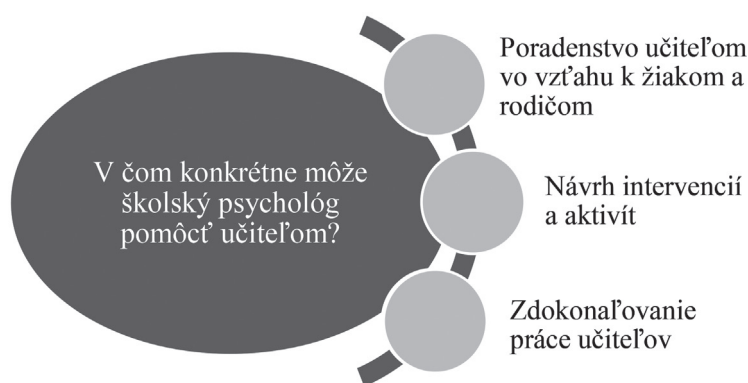 V čom konkrétne môže
školský psychológ
pomôcť učiteľom?
Poradenstvo učiteľom
vo vzťahu k žiakom a
rodičom
Návrh intervencií
a aktivít
Zdokonaľovanie
práce učiteľov